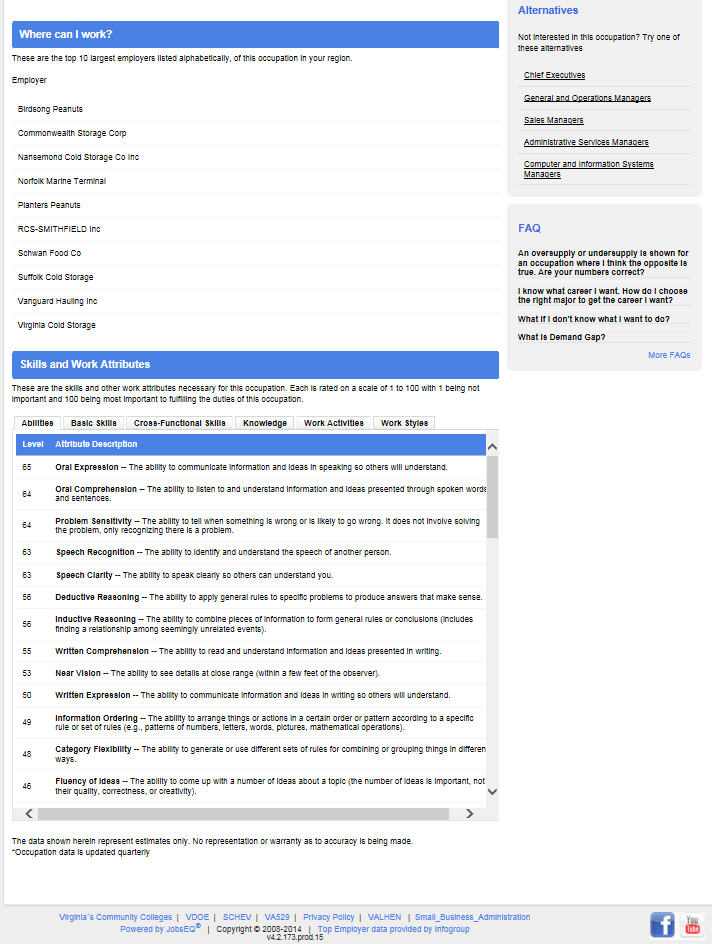 Where can I work?
These are the top 10 largest employers listed alphabetically, of this occupation in your region.
Employer
Birdsong Peanuts
Commonwealth Storage Corp
Nansemond Cold Storage Co Inc
Norfolk Marine Terminal
Planters Peanuts
RCS-SMITHFIELD Inc
Schwan Food Co
Suffolk Cold Storage
Vanguard Hauling Inc
Virginia Cold Storage
Skills and Work Attributes
These are the skills and other work attributes necessary for this occupation. Each is rated on a scale of 1 to 100 with 1 being not
important and 100 being most important to fulfilling the duties of this occupation.
Abilities Basic Skills Cross-Functional Skills Knowledge Work Activities Work Styles
Level Attribute Description
65 Oral Expression -- The ability to communicate information and ideas in speaking so others will understand.
64 Oral Comprehension -- The ability to listen to and understand information and ideas presented through spoken words
and sentences.
64 Problem Sensitivity -- The ability to tell when something is wrong or is likely to go wrong. It does not involve solving
the problem, only recognizing there is a problem.
63 Speech Recognition -- The ability to identify and understand the speech of another person.
63 Speech Clarity -- The ability to speak clearly so others can understand you.
56 Deductive Reasoning -- The ability to apply general rules to specific problems to produce answers that make sense.
56 Inductive Reasoning -- The ability to combine pieces of information to form general rules or conclusions (includes
finding a relationship among seemingly unrelated events).
55 Written Comprehension -- The ability to read and understand information and ideas presented in writing.
53 Near Vision -- The ability to see details at close range (within a few feet of the observer).
50 Written Expression -- The ability to communicate information and ideas in writing so others will understand.
49 Information Ordering -- The ability to arrange things or actions in a certain order or pattern according to a specific
rule or set of rules (e.g., patterns of numbers, letters, words, pictures, mathematical operations).
48 Category Flexibility -- The ability to generate or use different sets of rules for combining or grouping things in differen
ways.
46 Fluency of Ideas -- The ability to come up with a number of ideas about a topic (the number of ideas is important, not
their quality, correctness, or creativity).
The data shown herein represent estimates only. No representation or warranty as to accuracy is being made.
*Occupation data is updated quarterly
Alternatives
Not interested in this occupation? Try one of
these alternatives
Chief Executives
General and Operations Managers
Sales Managers
Administrative Services Managers
Computer and Information Systems
Managers
FAQ
An oversupply or undersupply is shown for
an occupation where I think the opposite is
true. Are your numbers correct?
I know what career I want. How do I choose
the right major to get the career I want?
What if I don't know what I want to do?
What is Demand Gap?
More FAQs
Virginia's Community Colleges | VDOE | SCHEV | VA529 | Privacy Policy | VALHEN | Small_Business_Administration
Powered by JobsEQ® | Copyright © 2008-2014 | Top Employer data provided by Infogroup
v4.2.173.prod.15
f
You
Tube